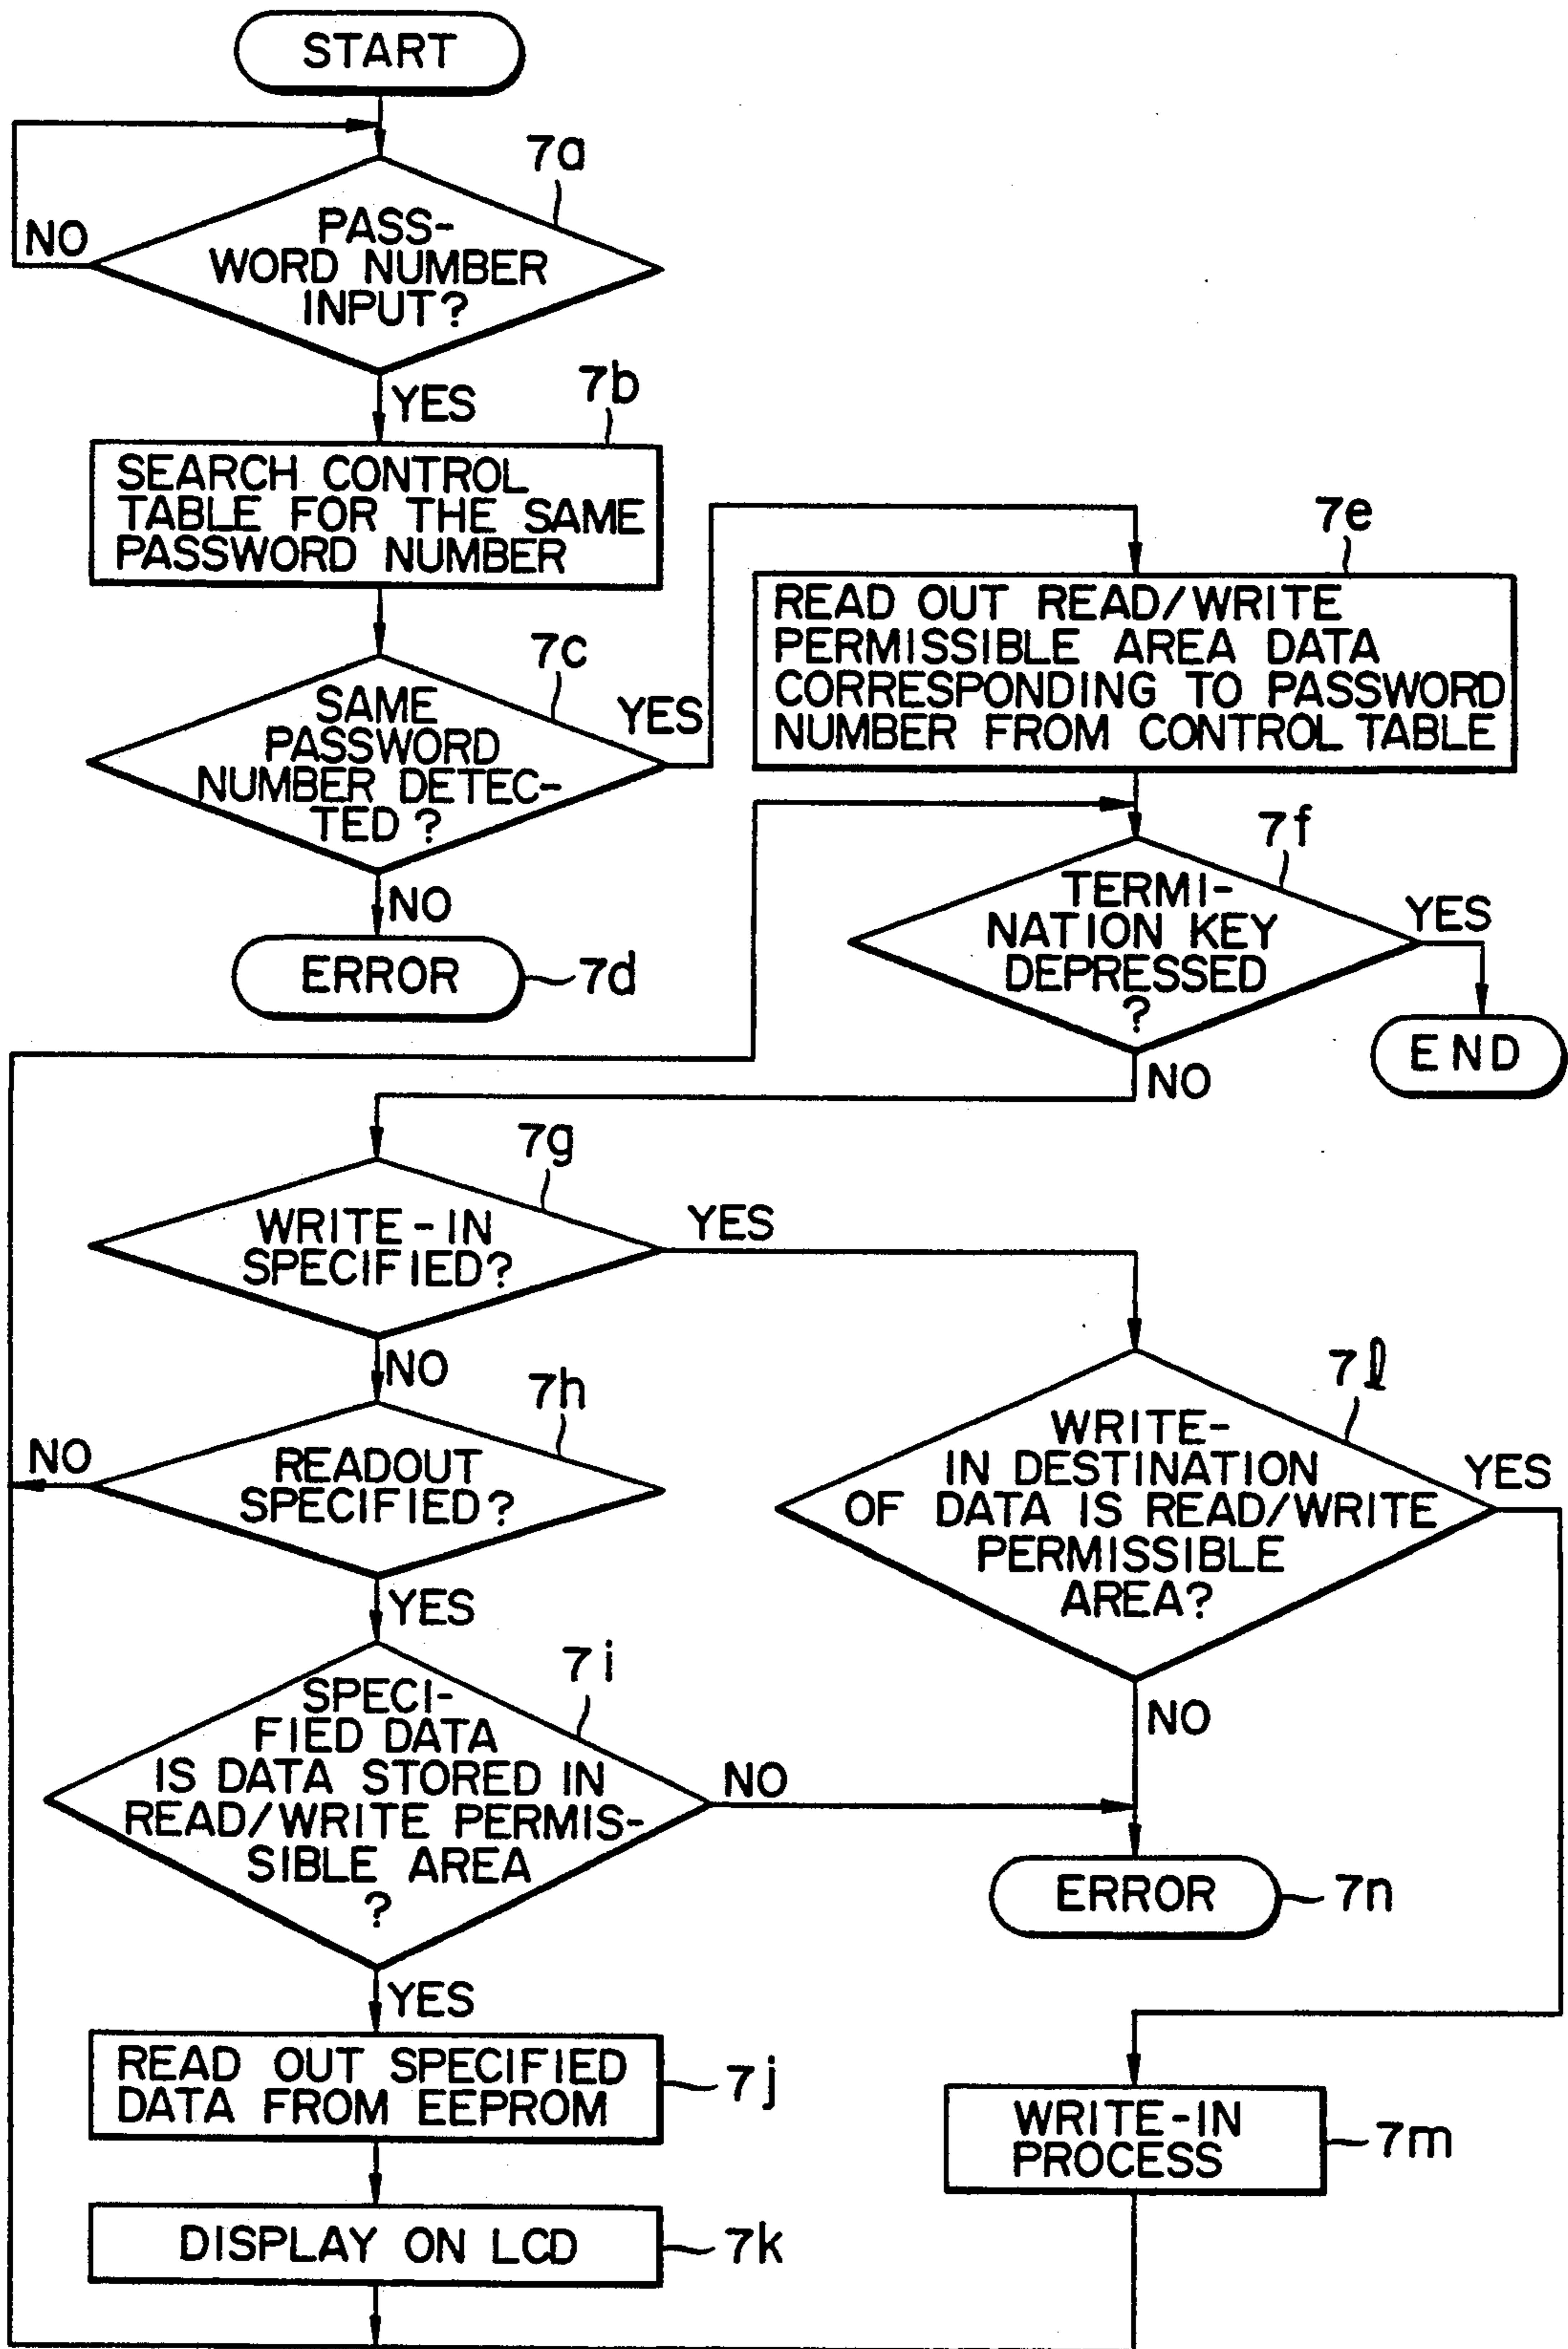 START
7a
NO
PASS-
WORD NUMBER
INPUT?
YES
7b
SEARCH CONTROL
TABLE FOR THE SAME
PASSWORD NUMBER
7c
SAME
PASSWORD
NUMBER DETEC-
TED?
YES
NO
ERROR
7d
7e
READ OUT READ/WRITE
PERMISSIBLE AREA DATA
CORRESPONDING TO PASSWORD
NUMBER FROM CONTROL TABLE
7f
TERMI-
NATION KEY
DEPRESSED
?
YES
END
NO
7g
WRITE-IN
SPECIFIED?
YES
NO
7h
NO
READOUT
SPECIFIED?
YES
7l
WRITE-
IN DESTINATION
OF DATA IS READ/WRITE
PERMISSIBLE
AREA?
YES
NO
7i
SPECI-
FIED DATA
IS DATA STORED IN
READ/WRITE PERMIS-
SIBLE AREA
?
NO
ERROR
7n
YES
READ OUT SPECIFIED
DATA FROM EEPROM
7j
WRITE-IN
PROCESS
7m
DISPLAY ON LCD
7k